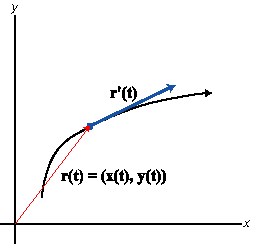 y
r'(t)
r(t) = (x(t), y(t))
x